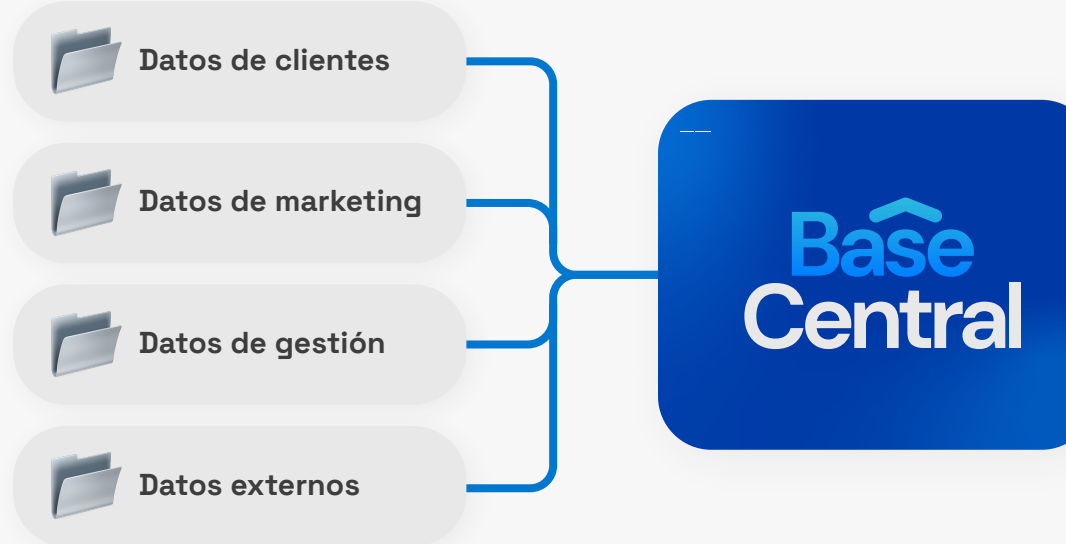 Datos de clientes
Datos de marketing
Datos de gestión
Datos externos
Base
Central